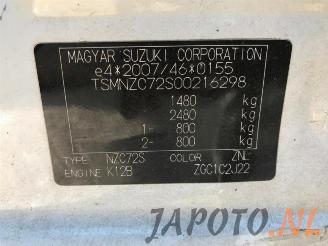 MAGYAR SUZUKI CORPORATION
e4*2007/46*0155
TSMNZC72S00216298
1480 kg
2480 kg
1- 800 kg
2- 800 kg
TYPE NZC72S COLOR ZNL
ENGINE K12B ZGC1C2J22
JAPOTO.NL